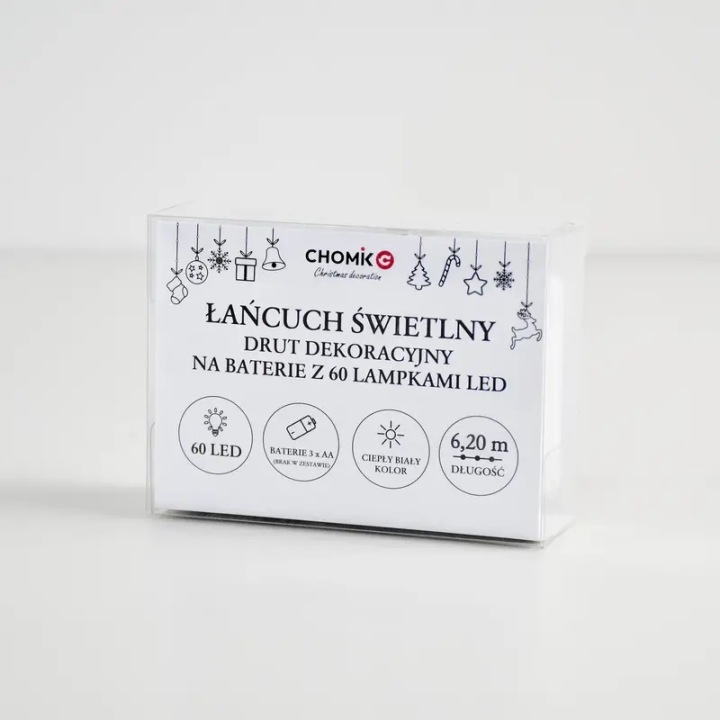 CHOMIK
Christmas decoration
ŁAŃCUCH ŚWIETLNY
DRUT DEKORACYJNY
NA BATERIE Z 60 LAMPKAMI LED
60 LED
BATERIE 3 x AA
(BRAK W ZESTAWIE)
CIEPŁY BIAŁY
KOLOR
6,20 m
DŁUGOŚĆ